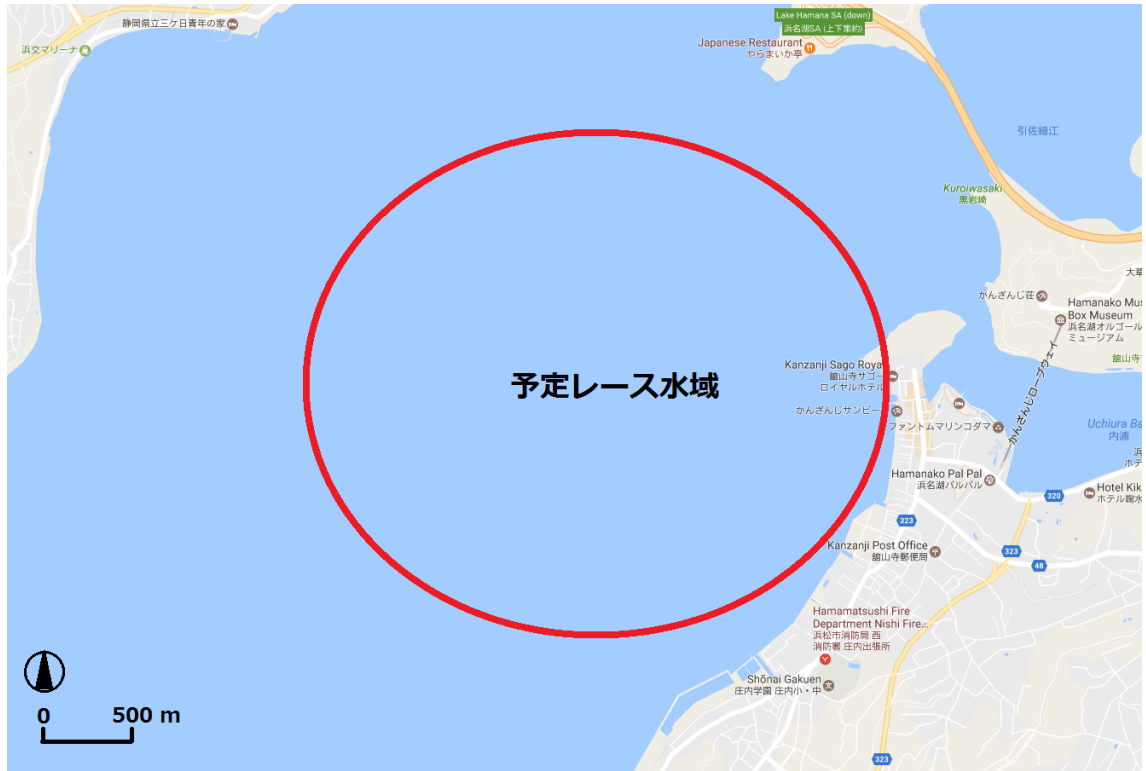 静岡県立三ケ日青年の家
浜交マリーナ
Lake Hamana SA (down)
浜名湖SA (上下集約)
Japanese Restaurant
やらまいか亭
引佐細江
Kuroiwasaki
黒岩崎
大草
かんざんじ荘
Hamanako Mus
Box Museum
浜名湖オルゴール
ミュージアム
舘山寺
かんざんじロープウェイ
Kanzanji Sago Roya
舘山寺サゴー
ロイヤルホテル
予定レース水域
かんざんじサンビー
ファントムマリンコダマ
Uchiura Ba
内浦
浜
ホテ
Hamanako Pal Pal
浜名湖パルパル
Hotel Kik
ホテル鞠水
320
323
323
48
Kanzanji Post Office
舘山寺郵便局
Hamamatsushi Fire
Department Nishi Fire...
浜松市消防局 西
消防署 庄内出張所
Shōnai Gakuen
庄内学園 庄内小・中
0 500 m
323